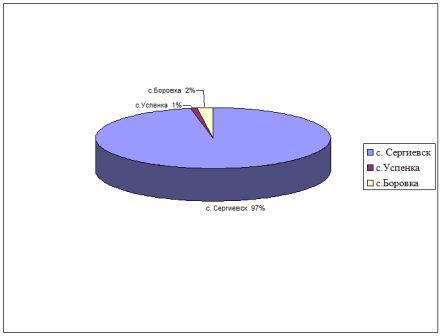 с.Боровка 2%
с.Успенка 1%
с. Сергиевск 97%
с. Сергиевск
с.Успенка
с.Боровка